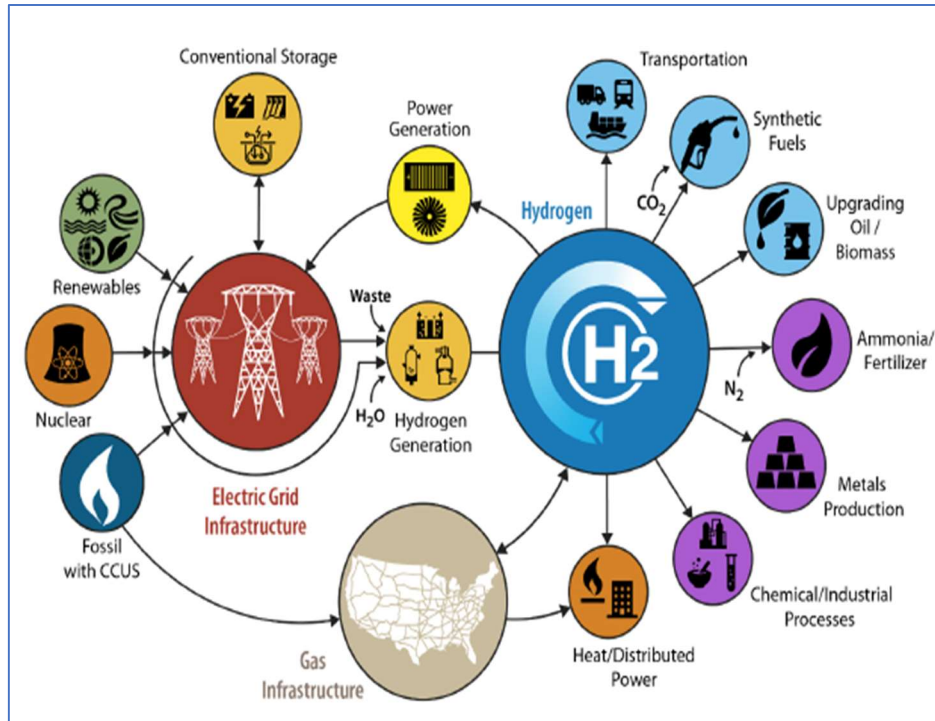 Conventional Storage
Transportation
Power
Generation
Synthetic
Fuels
CO2
Hydrogen
Upgrading
Oil /
Biomass
Renewables
Waste
H2
Ammonia/
Fertilizer
N2
Nuclear
H2O
Hydrogen
Generation
Metals
Production
Electric Grid
Infrastructure
Fossil
with CCUS
Chemical/Industrial
Processes
Gas
Infrastructure
Heat/Distributed
Power